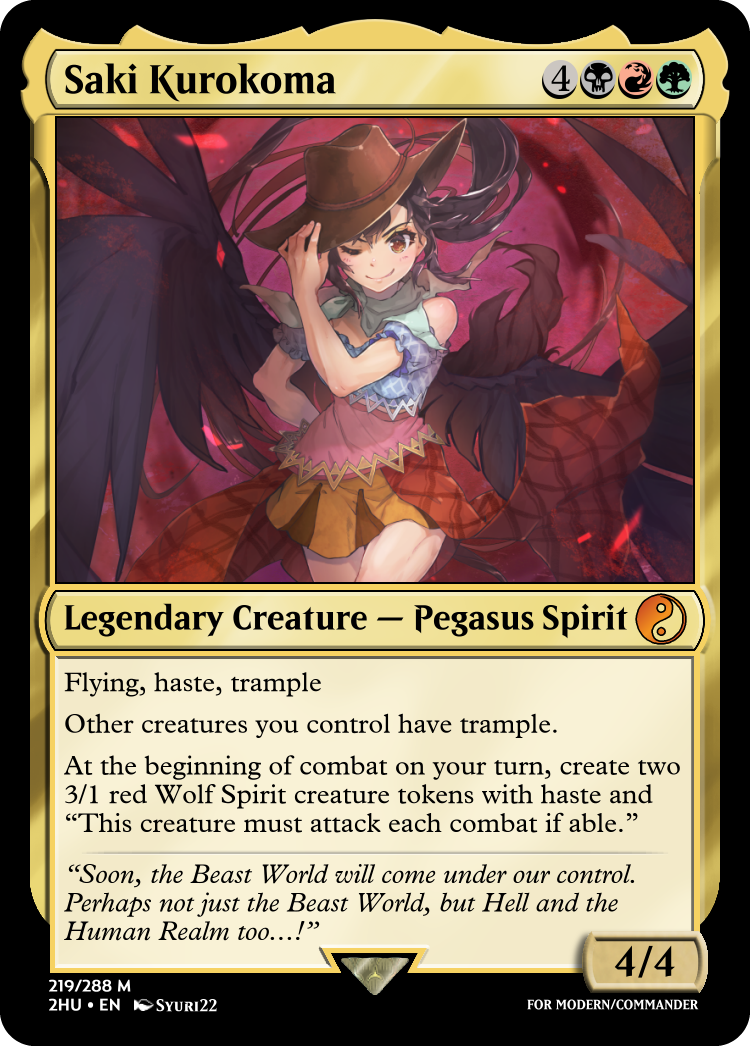 Saki Kurokoma
4
Legendary Creature — Pegasus Spirit
Flying, haste, trample
Other creatures you control have trample.
At the beginning of combat on your turn, create two
3/1 red Wolf Spirit creature tokens with haste and
“This creature must attack each combat if able.”
“Soon, the Beast World will come under our control.
Perhaps not just the Beast World, but Hell and the
Human Realm too…!”
4/4
219/288 M
2HU • EN Syuri22
FOR MODERN/COMMANDER